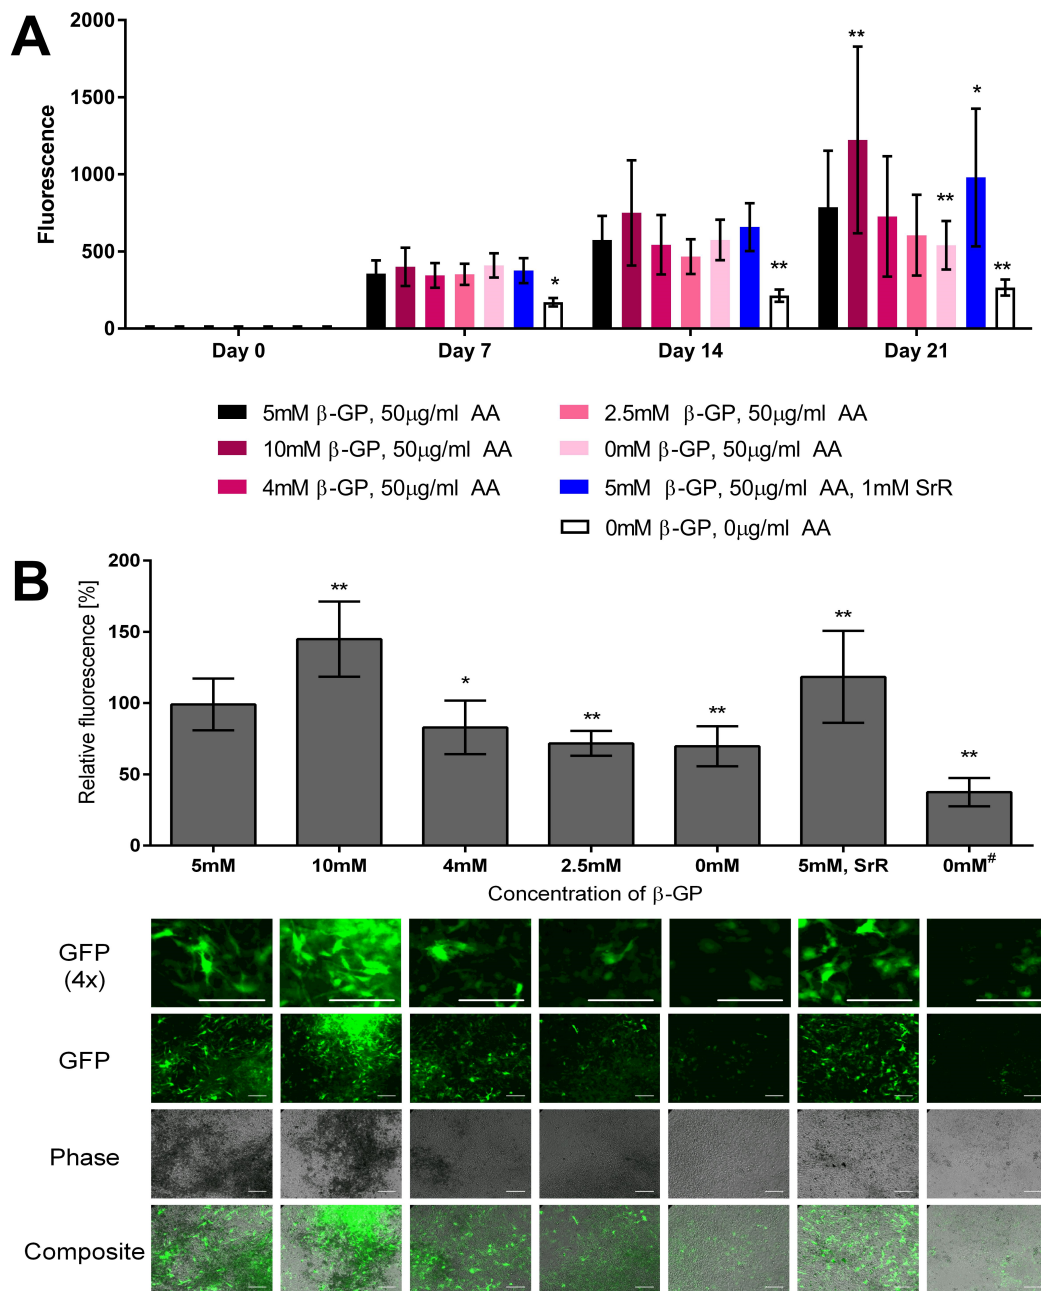 A
2000
1500
1000
500
0
Fluorescence
**
*
*
**
**
**
Day 0 Day 7 Day 14 Day 21
5mM β-GP, 50μg/ml AA
2.5mM β-GP, 50μg/ml AA
10mM β-GP, 50μg/ml AA
0mM β-GP, 50μg/ml AA
4mM β-GP, 50μg/ml AA
5mM β-GP, 50μg/ml AA, 1mM SrR
0mM β-GP, 0μg/ml AA
B
200
150
100
50
0
Relative fluorescence [%]
** * ** ** ** **
5mM 10mM 4mM 2.5mM 0mM 5mM, SrR 0mM#
Concentration of β-GP
GFP
(4x)
GFP
Phase
Composite